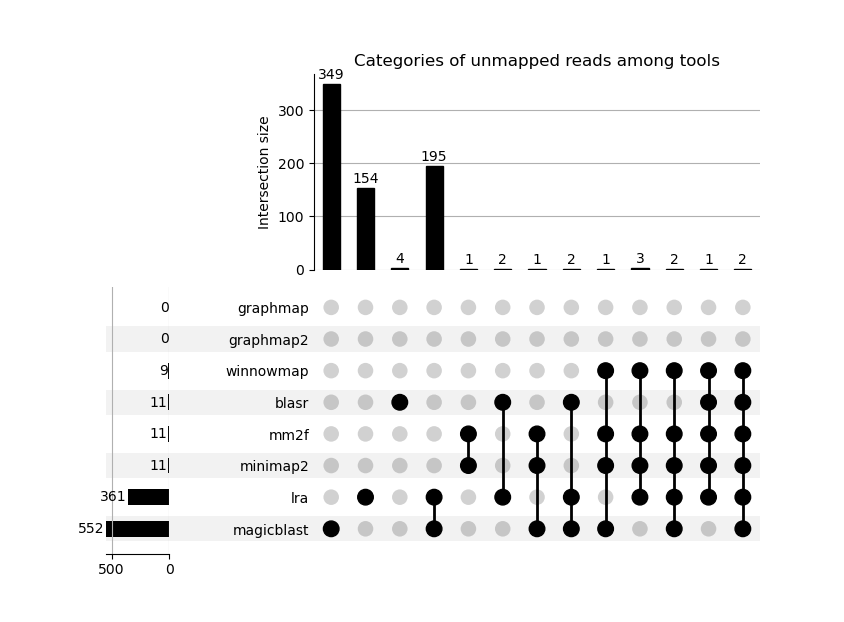 Categories of unmapped reads among tools
349
300
195
200
154
Intersection size
100
4
1
2
1
2
1
3
2
1
2
0
0 graphmap
0 graphmap2
9 winnowmap
11 blasr
11 mm2f
11 minimap2
361 lra
552 magicblast
500 0